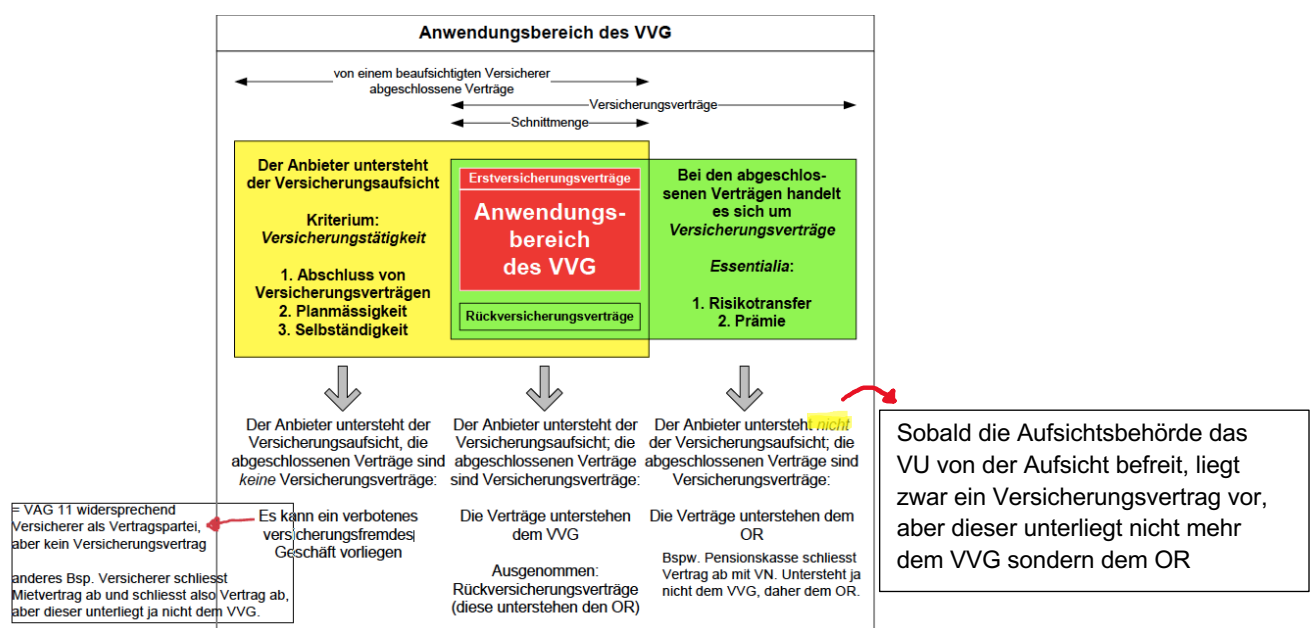 Anwendungsbereich des VVG
von einem beaufsichtigten Versicherer
abgeschlossene Verträge
Versicherungsverträge
Schnittmenge
Der Anbieter untersteht
der Versicherungsaufsicht
Kriterium:
Versicherungstätigkeit
1. Abschluss von
Versicherungsverträgen
2. Planmässigkeit
3. Selbständigkeit
Erstversicherungsverträge
Anwendungs-
bereich
des VVG
Rückversicherungsverträge
Bei den abgeschlos-
senen Verträgen handelt
es sich um
Versicherungsverträge
Essentialia:
1. Risikotransfer
2. Prämie
Der Anbieter untersteht der
Versicherungsaufsicht, die
abgeschlossenen Verträge sind
keine Versicherungsverträge:
Es kann ein verbotenes
versicherungsfremdes
Geschäft vorliegen
Der Anbieter untersteht der
Versicherungsaufsicht; die
abgeschlossenen Verträge
sind Versicherungsverträge:
Die Verträge unterstehen
dem VVG
Ausgenommen:
Rückversicherungsverträge
(diese unterstehen den OR)
Der Anbieter untersteht nicht
der Versicherungsaufsicht; die
abgeschlossenen Verträge sind
Versicherungsverträge:
Die Verträge unterstehen dem
OR
Bspw. Pensionskasse schliesst
Vertrag ab mit VN. Untersteht ja
nicht dem VVG, daher dem OR.
= VAG 11 widersprechend
Versicherer als Vertragspartei,
aber kein Versicherungsvertrag
anderes Bsp. Versicherer schliesst
Mietvertrag ab und schliesst also Vertrag ab,
aber dieser unterliegt ja nicht dem VVG.
Sobald die Aufsichtsbehörde das
VU von der Aufsicht befreit, liegt
zwar ein Versicherungsvertrag vor,
aber dieser unterliegt nicht mehr
dem VVG sondern dem OR